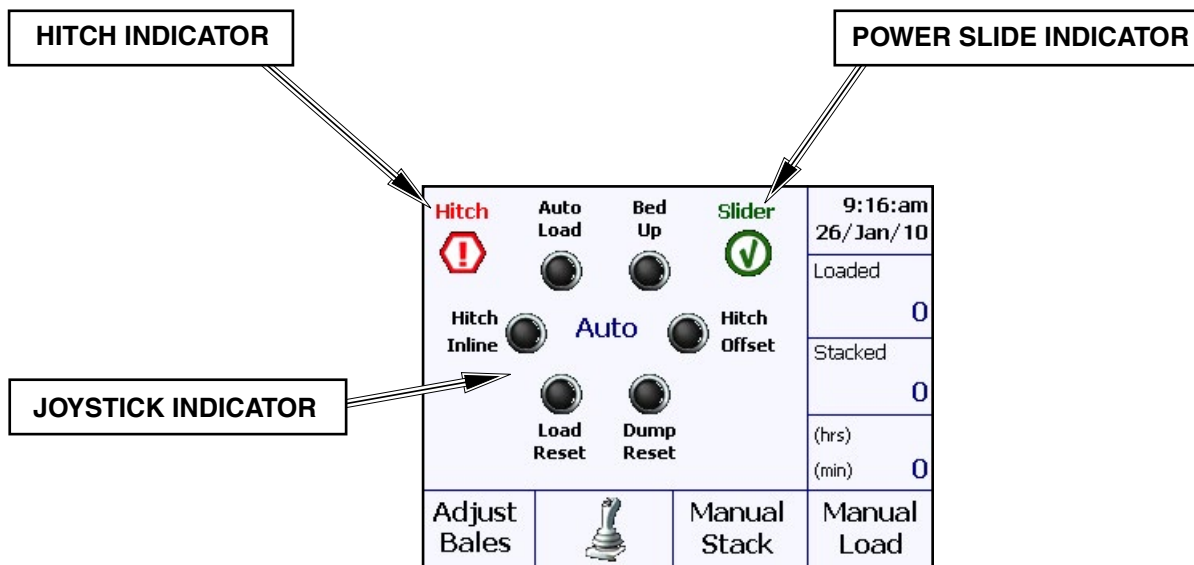 HITCH INDICATOR
POWER SLIDE INDICATOR
JOYSTICK INDICATOR
Hitch
Auto
Load
Bed
Up
Slider
9:16:am
26/Jan/10
Loaded
0
Hitch
Inline
Auto
Hitch
Offset
Stacked
0
Load
Reset
Dump
Reset
(hrs)
(min) 0
Adjust
Bales
Manual
Stack
Manual
Load